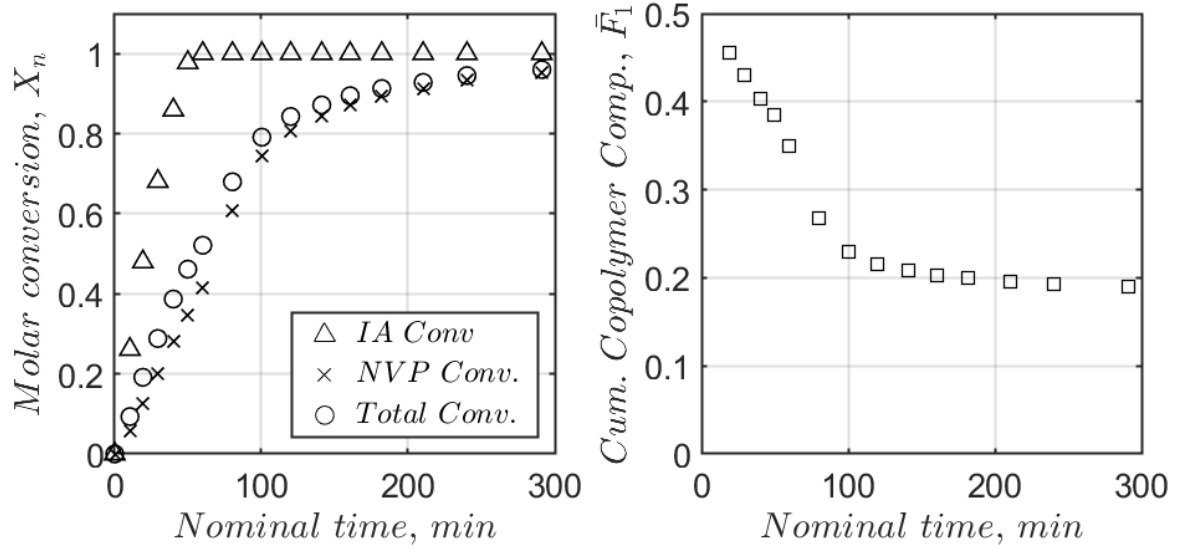 Molar conversion, X_n
1
0.8
0.6
0.4
0.2
0
0
100
200
300
Nominal time, min
IA Conv
NVP Conv.
Total Conv.
Cum. Copolymer Comp., F̄_1
0.5
0.4
0.3
0.2
0.1
0
0
100
200
300
Nominal time, min